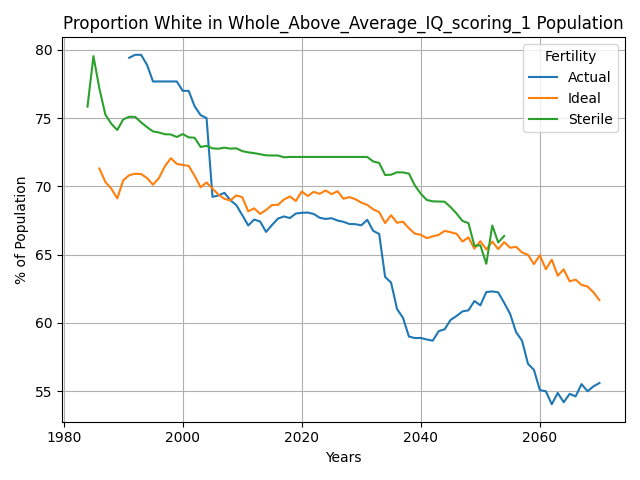 Proportion White in Whole_Above_Average_IQ_scoring_1 Population
Fertility
Actual
Ideal
Sterile
% of Population
80
75
70
65
60
55
1980
2000
2020
2040
2060
Years